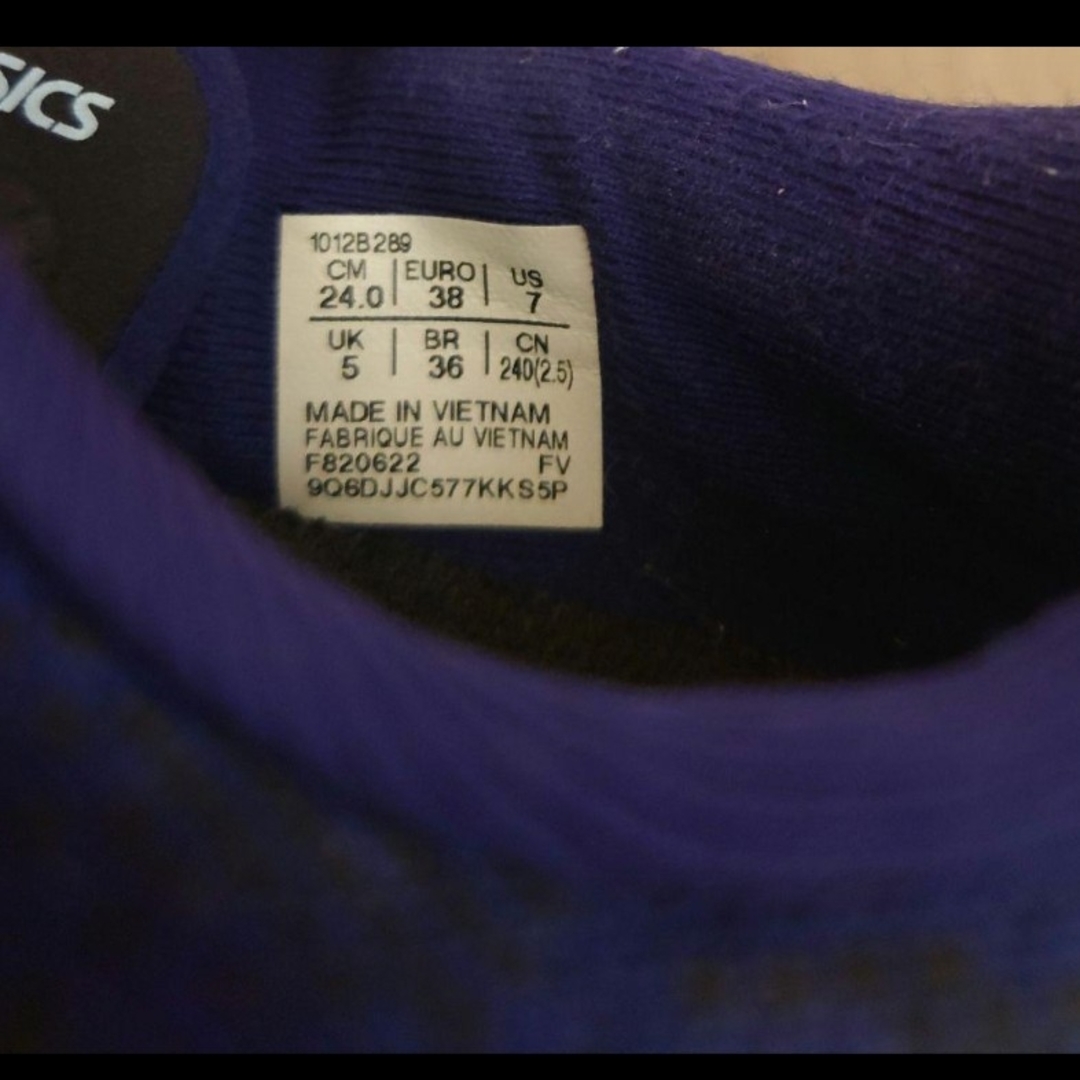 SICS
1012B289
CM EURO US
24.0 38 7
UK BR CN
5 36 240(2.5)
MADE IN VIETNAM
FABRIQUE AU VIETNAM
F820622 FV
9Q6DJJC577KKS5P